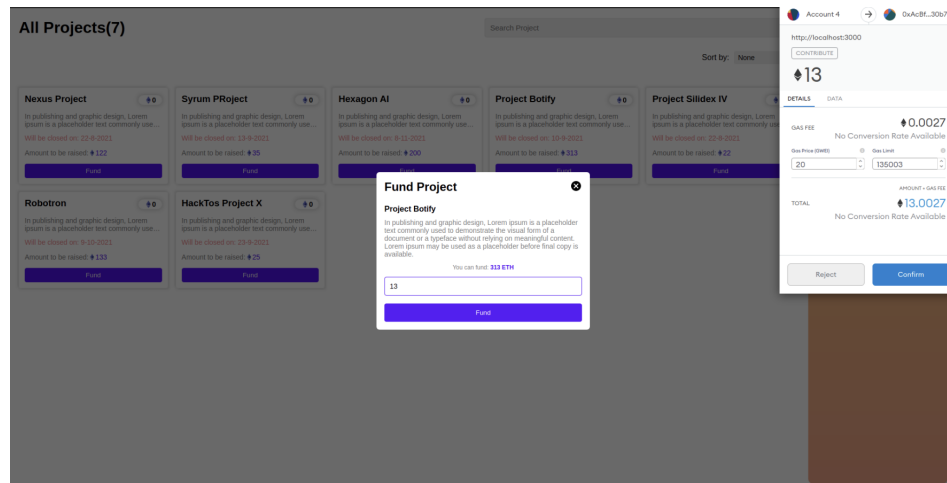 All Projects(7)
Search Project
Sort by: None
Nexus Project
0
In publishing and graphic design, Lorem
ipsum is a placeholder text commonly use...
Will be closed on: 22-8-2021
Amount to be raised: 122
Fund
Syrum PRoject
0
In publishing and graphic design, Lorem
ipsum is a placeholder text commonly use...
Will be closed on: 13-9-2021
Amount to be raised: 35
Fund
Hexagon AI
0
In publishing and graphic design, Lorem
ipsum is a placeholder text commonly use...
Will be closed on: 9-11-2021
Amount to be raised: 200
Fund
Project Botify
0
In publishing and graphic design, Lorem
ipsum is a placeholder text commonly use...
Will be closed on: 10-9-2021
Amount to be raised: 313
Fund
Project Silidex IV
In publishing and graphic design, Lorem
ipsum is a placeholder text commonly use
Will be closed on: 22-8-2021
Amount to be raised: 22
Fund
Robotron
0
In publishing and graphic design, Lorem
ipsum is a placeholder text commonly use...
Will be closed on: 9-10-2021
Amount to be raised: 133
Fund
HackTos Project X
0
In publishing and graphic design, Lorem
ipsum is a placeholder text commonly use...
Will be closed on: 23-9-2021
Amount to be raised: 25
Fund
Fund Project
Project Botify
In publishing and graphic design, Lorem ipsum is a placeholder
text commonly used to demonstrate the visual form of a
document or a typeface without relying on meaningful content.
Lorem ipsum may be used as a placeholder before final copy is
available.
You can fund: 313 ETH
13
Fund
Account 4
0xAcBf...30b7
http://localhost:3000
CONTRIBUTE
13
DETAILS
DATA
GAS FEE
0.0027
No Conversion Rate Available
Gas Price (GWEI)
Gas Limit
20
135003
AMOUNT + GAS FEE
TOTAL
13.0027
No Conversion Rate Available
Reject
Confirm